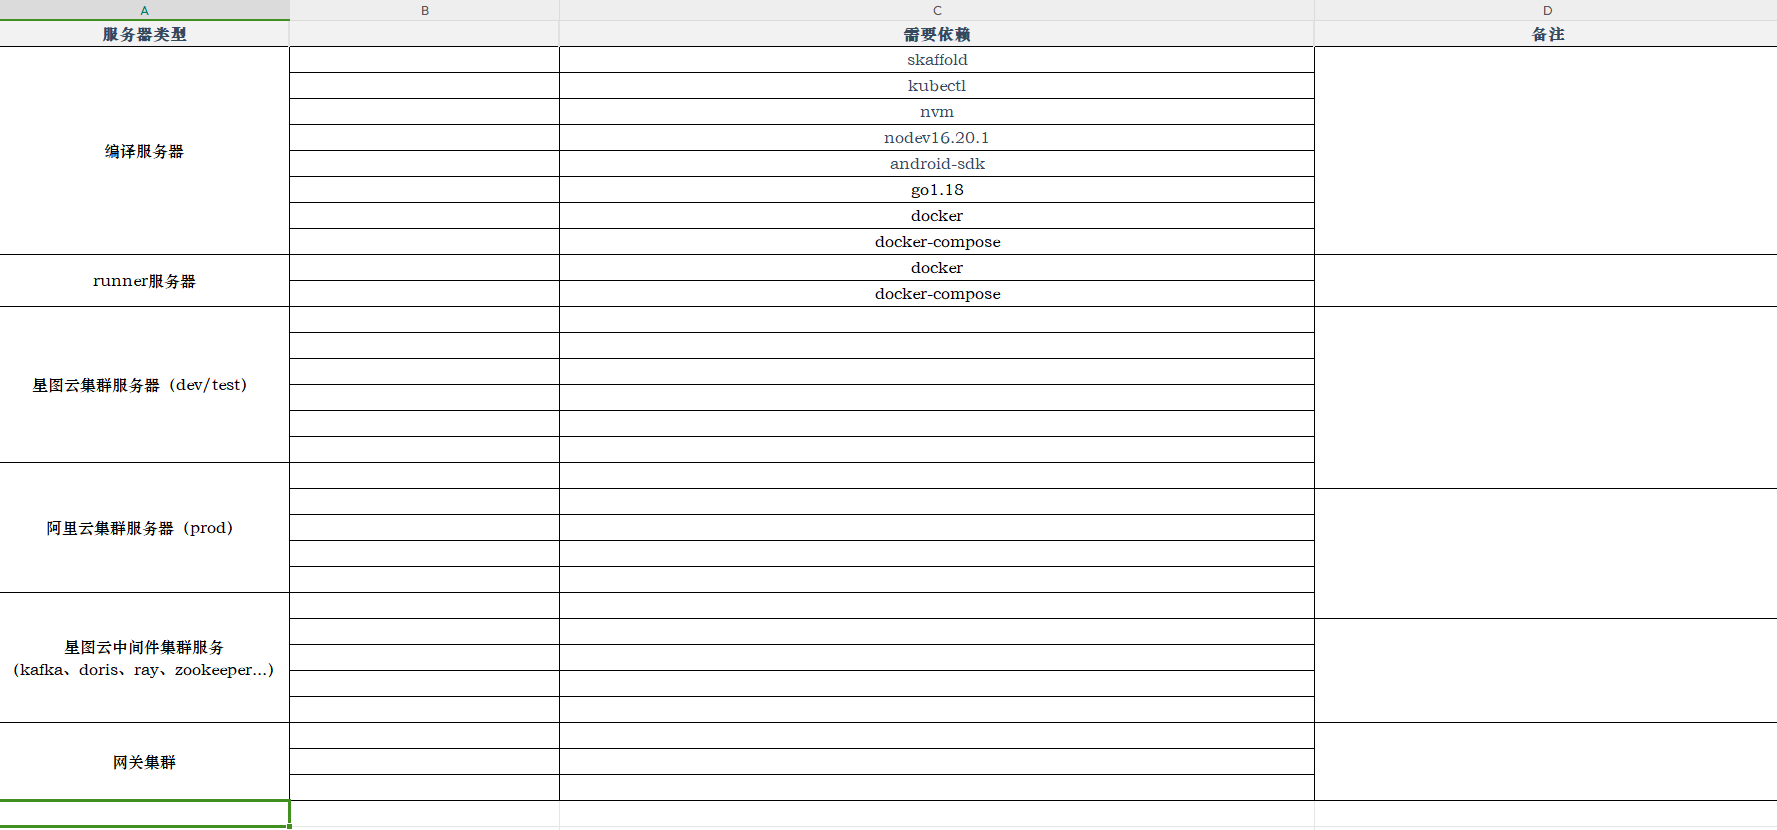 A B C D
服务器类型 需要依赖 备注
skaffold
kubectl
nvm
nodev16.20.1
编译服务器
android-sdk
go1.18
docker
docker-compose
docker
runner服务器
docker-compose
星图云集群服务器（dev/test）
阿里云集群服务器（prod）
星图云中间件集群服务
（kafka、doris、ray、zookeeper...）
网关集群